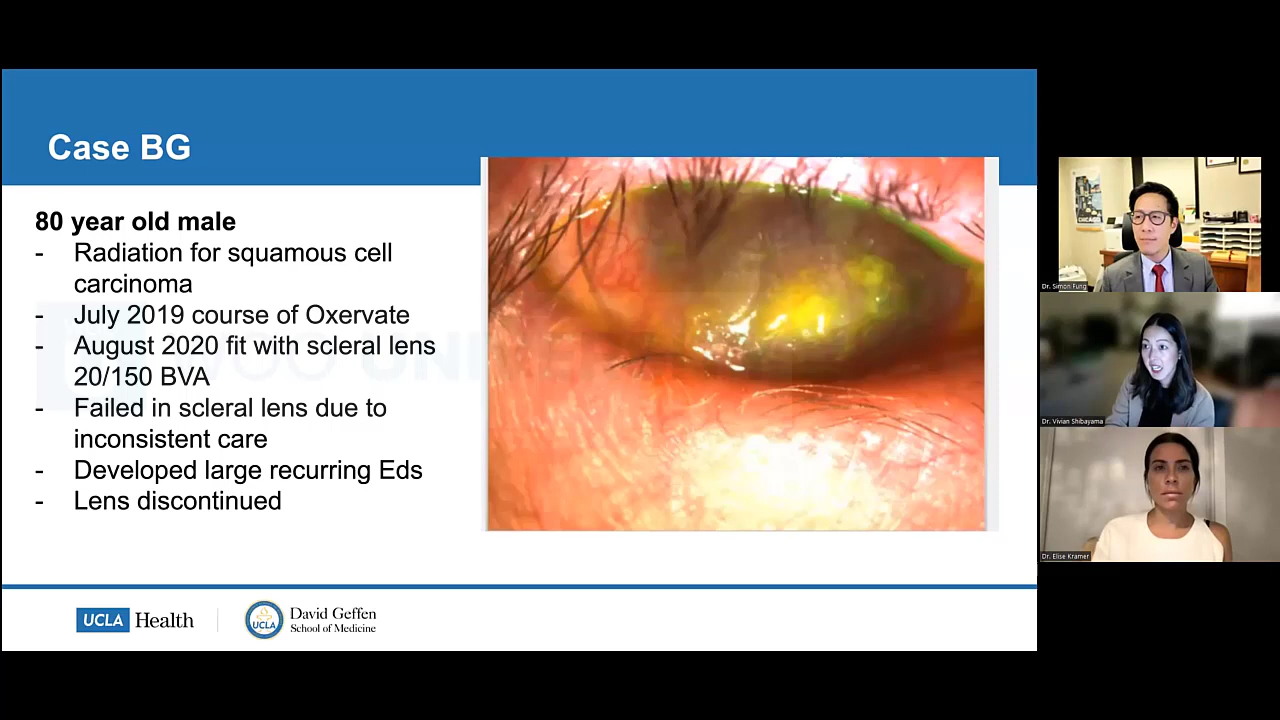 Case BG
80 year old male
- Radiation for squamous cell
carcinoma
- July 2019 course of Oxervate
- August 2020 fit with scleral lens
20/150 BVA
- Failed in scleral lens due to
inconsistent care
- Developed large recurring Eds
- Lens discontinued
UCLA Health
UCLA
David Geffen
School of Medicine
CHICAGO
Dr. Simon Fung
Dr. Vivian Shibayama
Dr. Elise Kramer